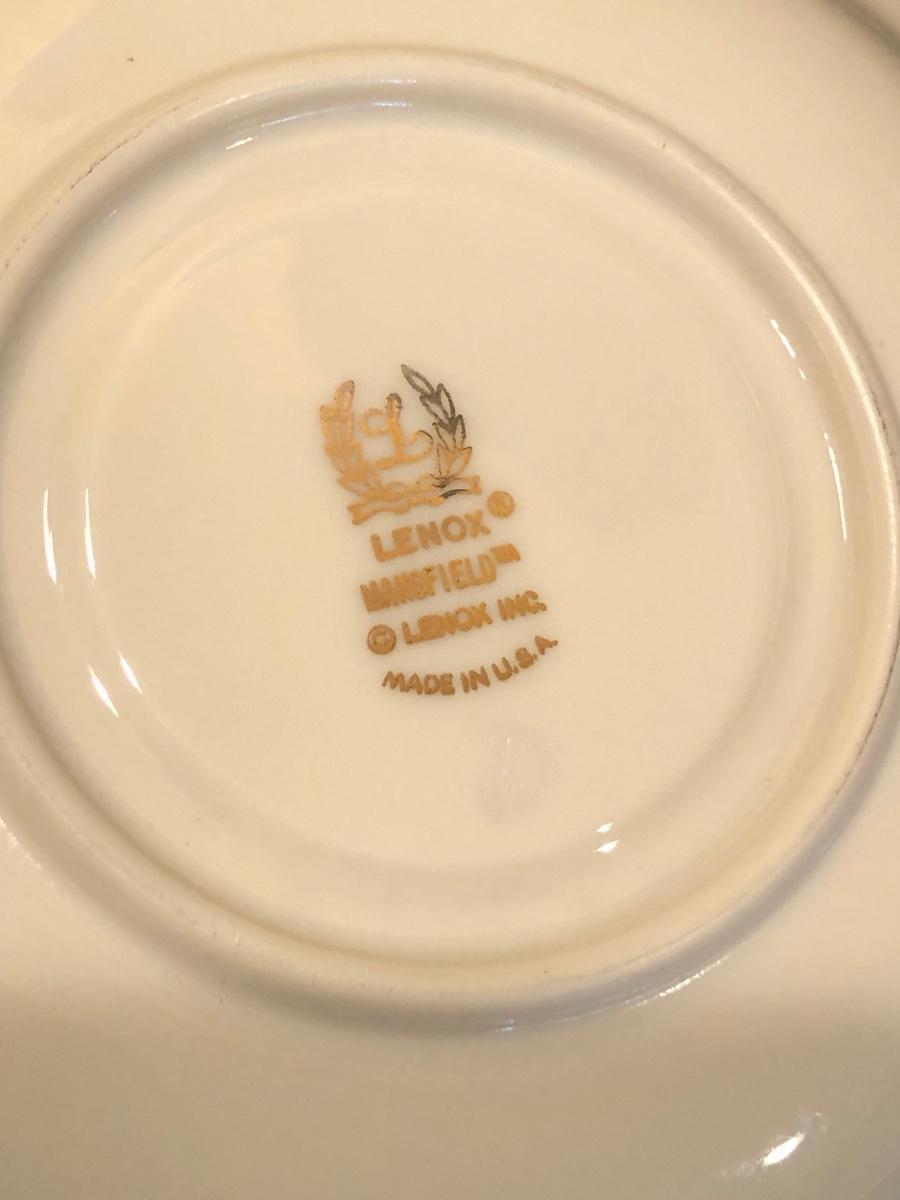 L
LENOX®
MANSFIELD™
© LENOX INC.
MADE IN U.S.A.